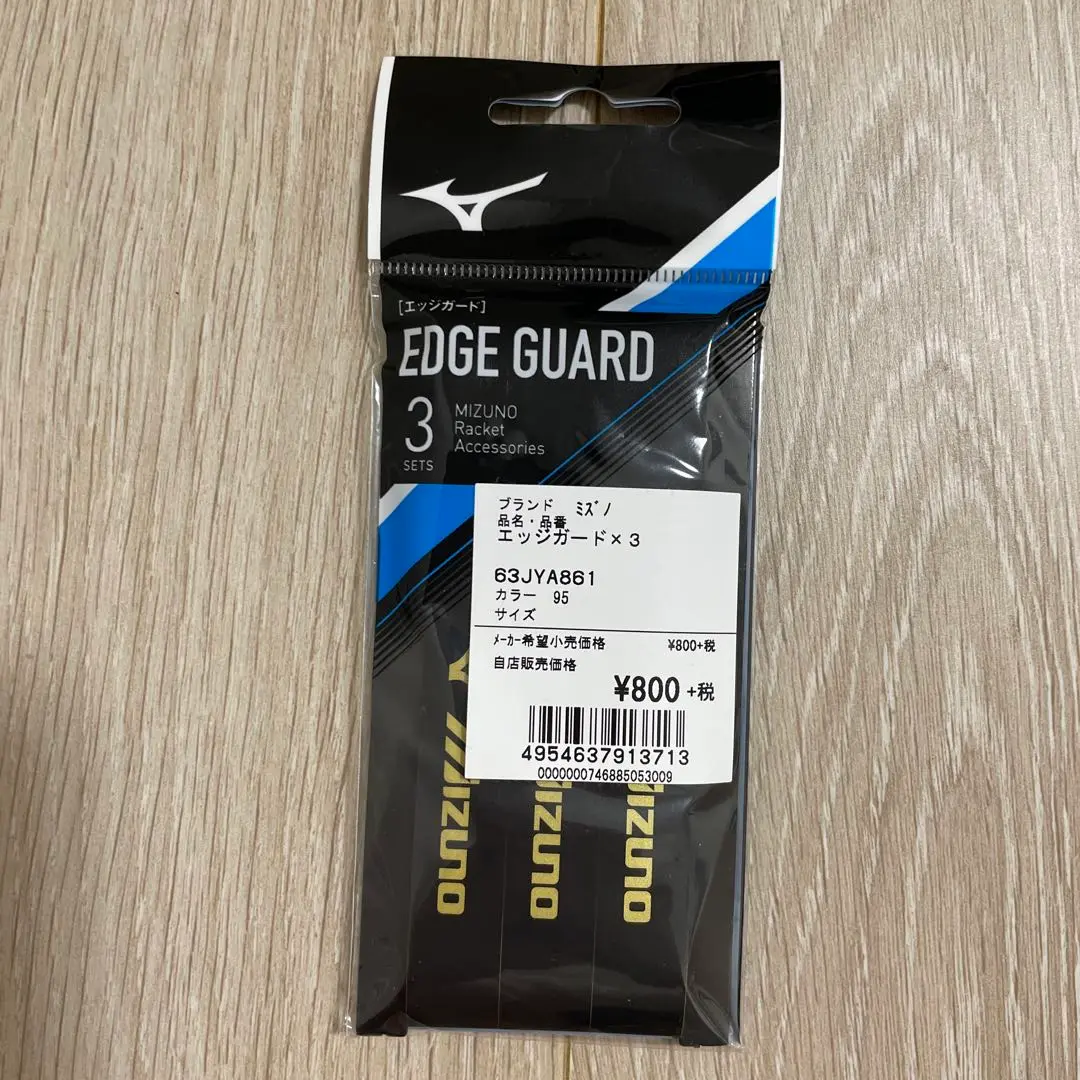 [エッジガード]
EDGE GUARD
3
SETS
MIZUNO
Racket
Accessories
ブランド ﾐｽﾞﾉ
品名・品番
エッジガード×3
63JYA861
カラー 95
サイズ
ﾒｰｶｰ希望小売価格 ¥800+税
自店販売価格
¥800 +税
4954637913713
0000000746885053009
MIZUNO
IZUNO
IZUNO